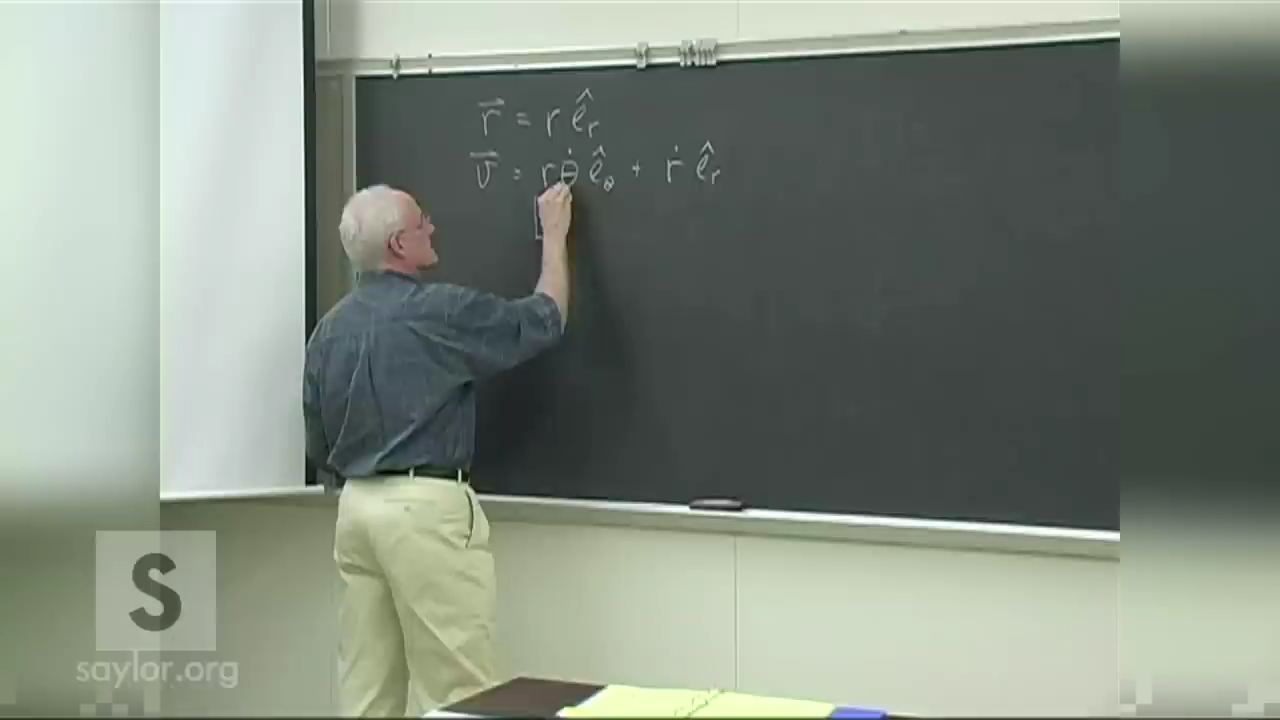 r⃗ = r ê_r
v⃗ = r θ̇ ê_θ + ṙ ê_r
S
saylor.org